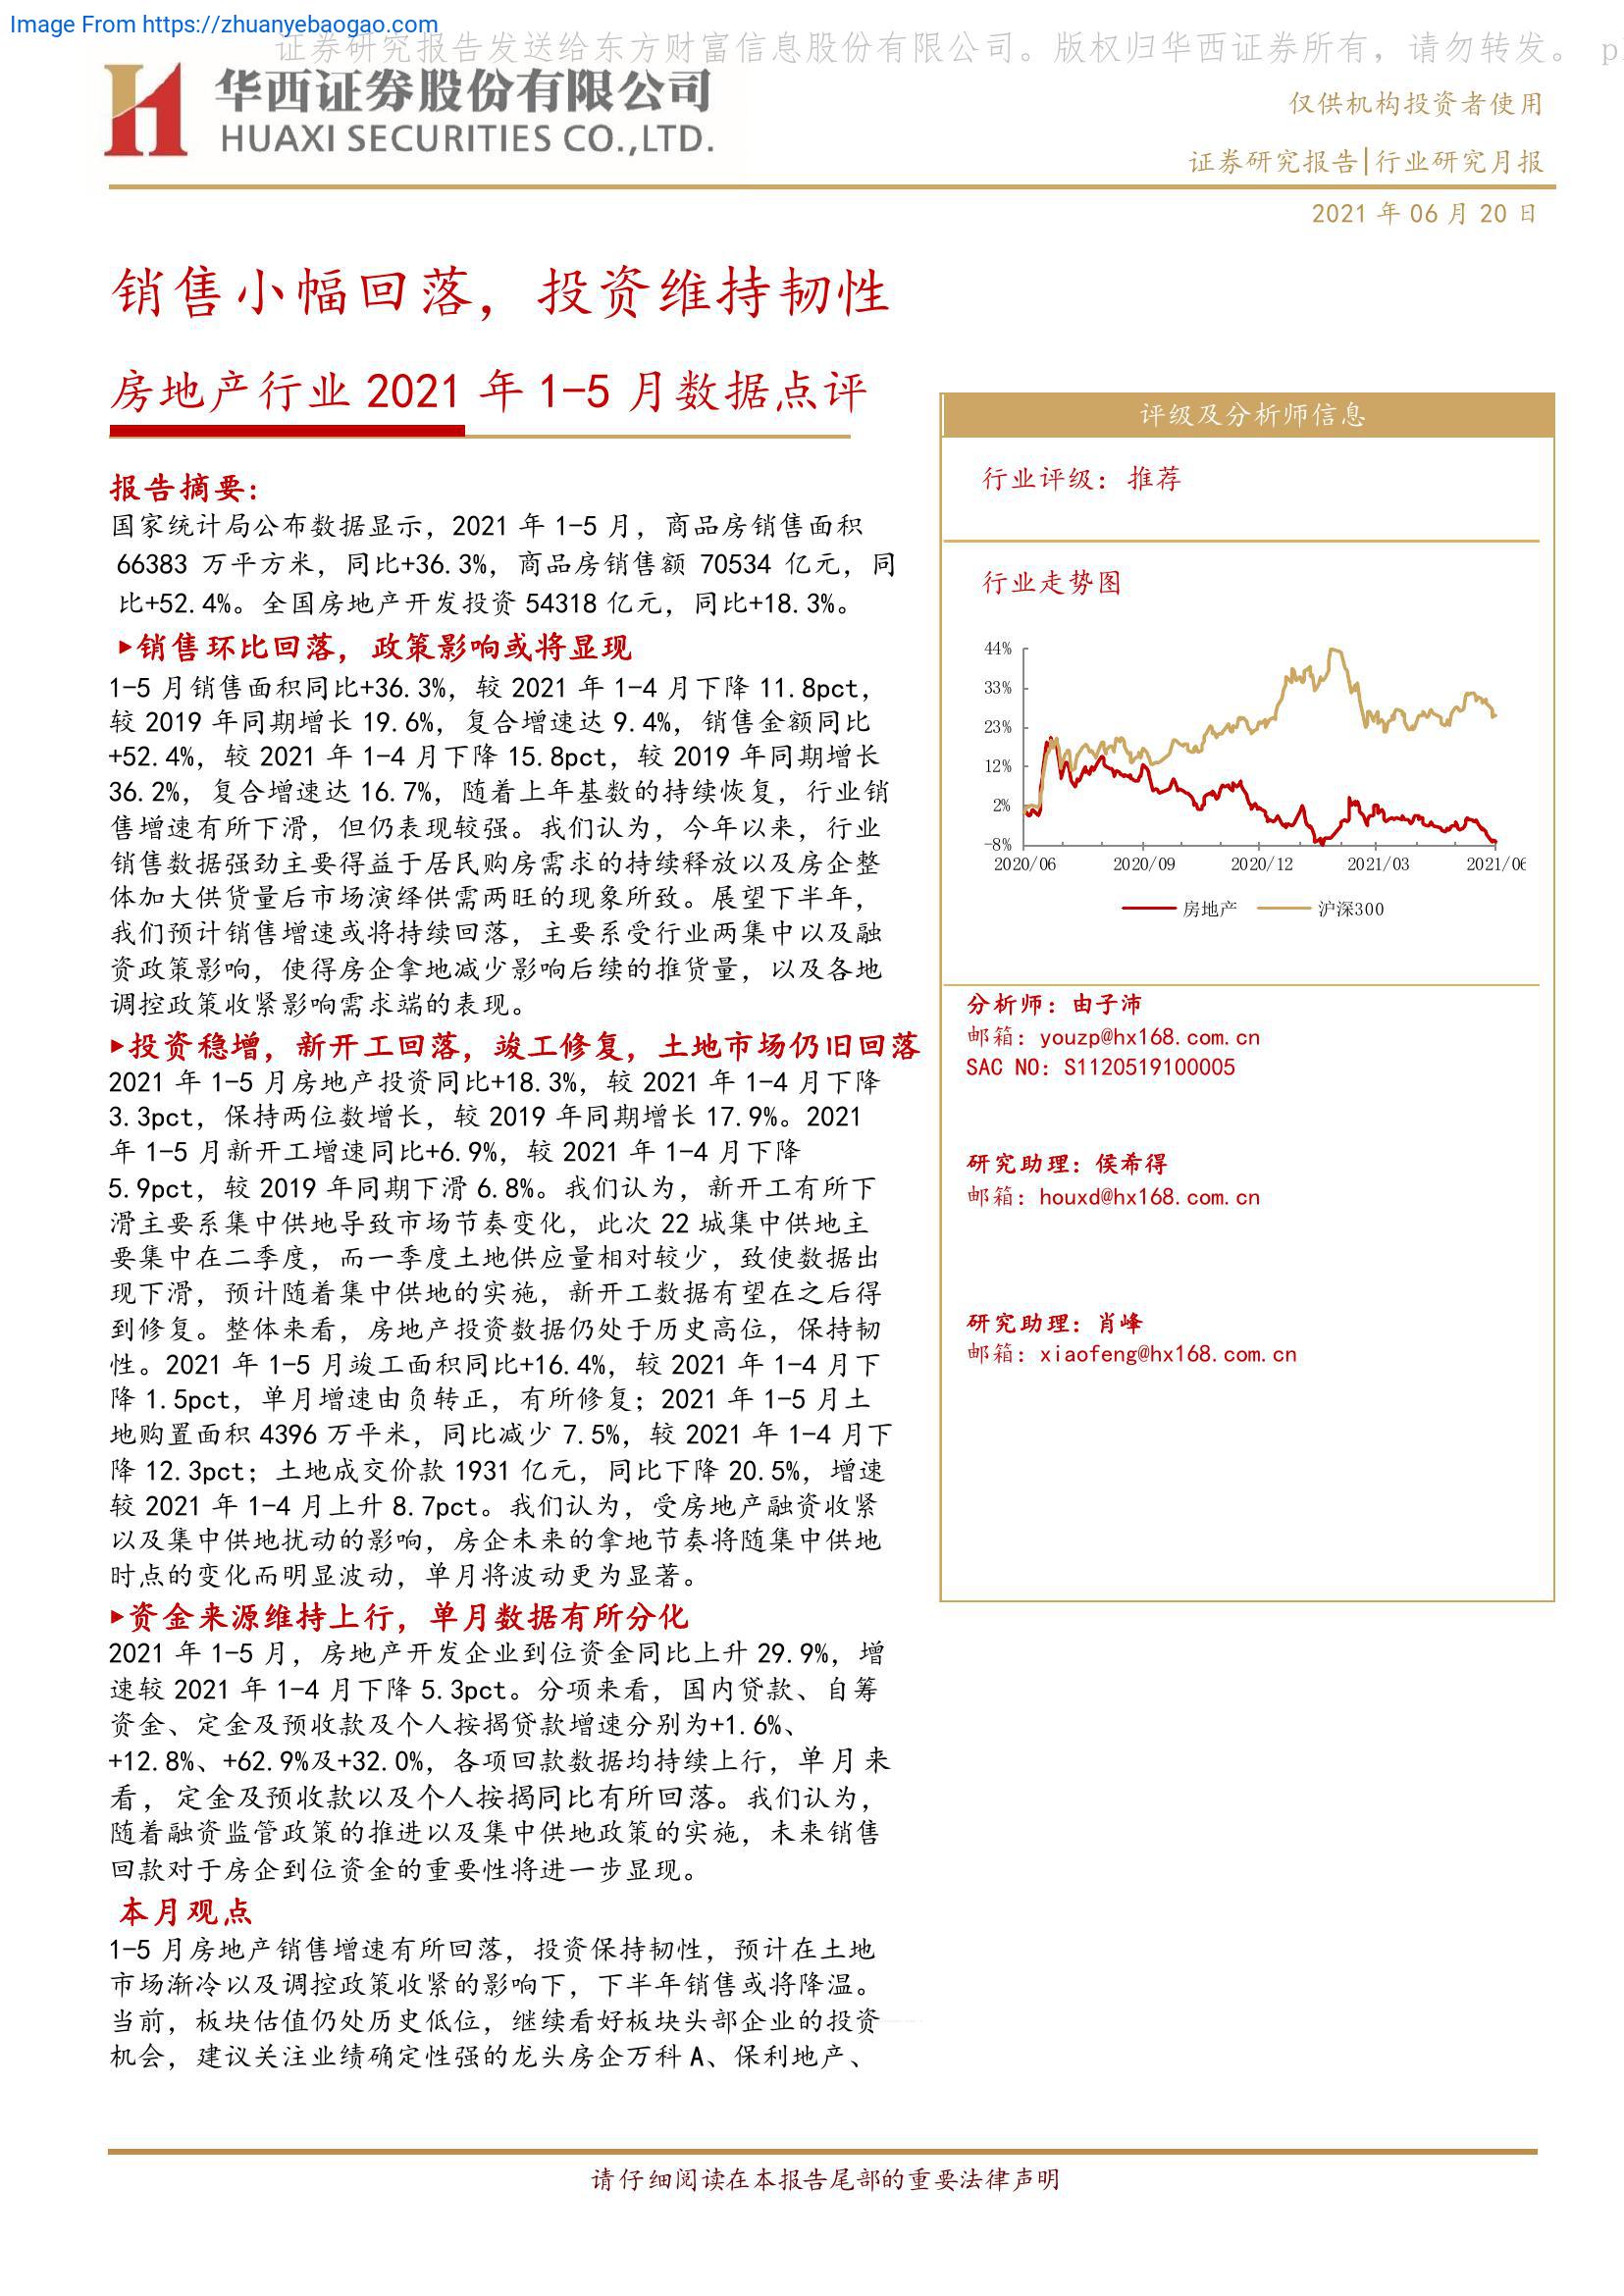 Image From https://zhuanyebaogao.com
证券研究报告发送给东方财富信息股份有限公司。版权归华西证券所有，请勿转发。 p
华西证券股份有限公司
HUAXI SECURITIES CO.,LTD.
仅供机构投资者使用
证券研究报告|行业研究月报
2021 年 06 月 20 日
销售小幅回落，投资维持韧性
房地产行业 2021 年 1-5 月数据点评
报告摘要：
国家统计局公布数据显示，2021 年 1-5 月，商品房销售面积
66383 万平方米，同比+36.3%，商品房销售额 70534 亿元，同
比+52.4%。全国房地产开发投资 54318 亿元，同比+18.3%。
▸销售环比回落，政策影响或将显现
1-5 月销售面积同比+36.3%，较 2021 年 1-4 月下降 11.8pct，
较 2019 年同期增长 19.6%，复合增速达 9.4%，销售金额同比
+52.4%，较 2021 年 1-4 月下降 15.8pct，较 2019 年同期增长
36.2%，复合增速达 16.7%，随着上年基数的持续恢复，行业销
售增速有所下滑，但仍表现较强。我们认为，今年以来，行业
销售数据强劲主要得益于居民购房需求的持续释放以及房企整
体加大供货量后市场演绎供需两旺的现象所致。展望下半年，
我们预计销售增速或将持续回落，主要系受行业两集中以及融
资政策影响，使得房企拿地减少影响后续的推货量，以及各地
调控政策收紧影响需求端的表现。
▸投资稳增，新开工回落，竣工修复，土地市场仍旧回落
2021 年 1-5 月房地产投资同比+18.3%，较 2021 年 1-4 月下降
3.3pct，保持两位数增长，较 2019 年同期增长 17.9%。2021
年 1-5 月新开工增速同比+6.9%，较 2021 年 1-4 月下降
5.9pct，较 2019 年同期下滑 6.8%。我们认为，新开工有所下
滑主要系集中供地导致市场节奏变化，此次 22 城集中供地主
要集中在二季度，而一季度土地供应量相对较少，致使数据出
现下滑，预计随着集中供地的实施，新开工数据有望在之后得
到修复。整体来看，房地产投资数据仍处于历史高位，保持韧
性。2021 年 1-5 月竣工面积同比+16.4%，较 2021 年 1-4 月下
降 1.5pct，单月增速由负转正，有所修复；2021 年 1-5 月土
地购置面积 4396 万平米，同比减少 7.5%，较 2021 年 1-4 月下
降 12.3pct；土地成交价款 1931 亿元，同比下降 20.5%，增速
较 2021 年 1-4 月上升 8.7pct。我们认为，受房地产融资收紧
以及集中供地扰动的影响，房企未来的拿地节奏将随集中供地
时点的变化而明显波动，单月将波动更为显著。
▸资金来源维持上行，单月数据有所分化
2021 年 1-5 月，房地产开发企业到位资金同比上升 29.9%，增
速较 2021 年 1-4 月下降 5.3pct。分项来看，国内贷款、自筹
资金、定金及预收款及个人按揭贷款增速分别为+1.6%、
+12.8%、+62.9%及+32.0%，各项回款数据均持续上行，单月来
看，定金及预收款以及个人按揭同比有所回落。我们认为，
随着融资监管政策的推进以及集中供地政策的实施，未来销售
回款对于房企到位资金的重要性将进一步显现。
本月观点
1-5 月房地产销售增速有所回落，投资保持韧性，预计在土地
市场渐冷以及调控政策收紧的影响下，下半年销售或将降温。
当前，板块估值仍处历史低位，继续看好板块头部企业的投资
机会，建议关注业绩确定性强的龙头房企万科 A、保利地产、
评级及分析师信息
行业评级：推荐
行业走势图
44%
33%
23%
12%
2%
-8%
2020/06 2020/09 2020/12 2021/03 2021/06
房地产 沪深300
分析师：由子沛
邮箱：youzp@hx168.com.cn
SAC NO：S1120519100005
研究助理：侯希得
邮箱：houxd@hx168.com.cn
研究助理：肖峰
邮箱：xiaofeng@hx168.com.cn
请仔细阅读在本报告尾部的重要法律声明